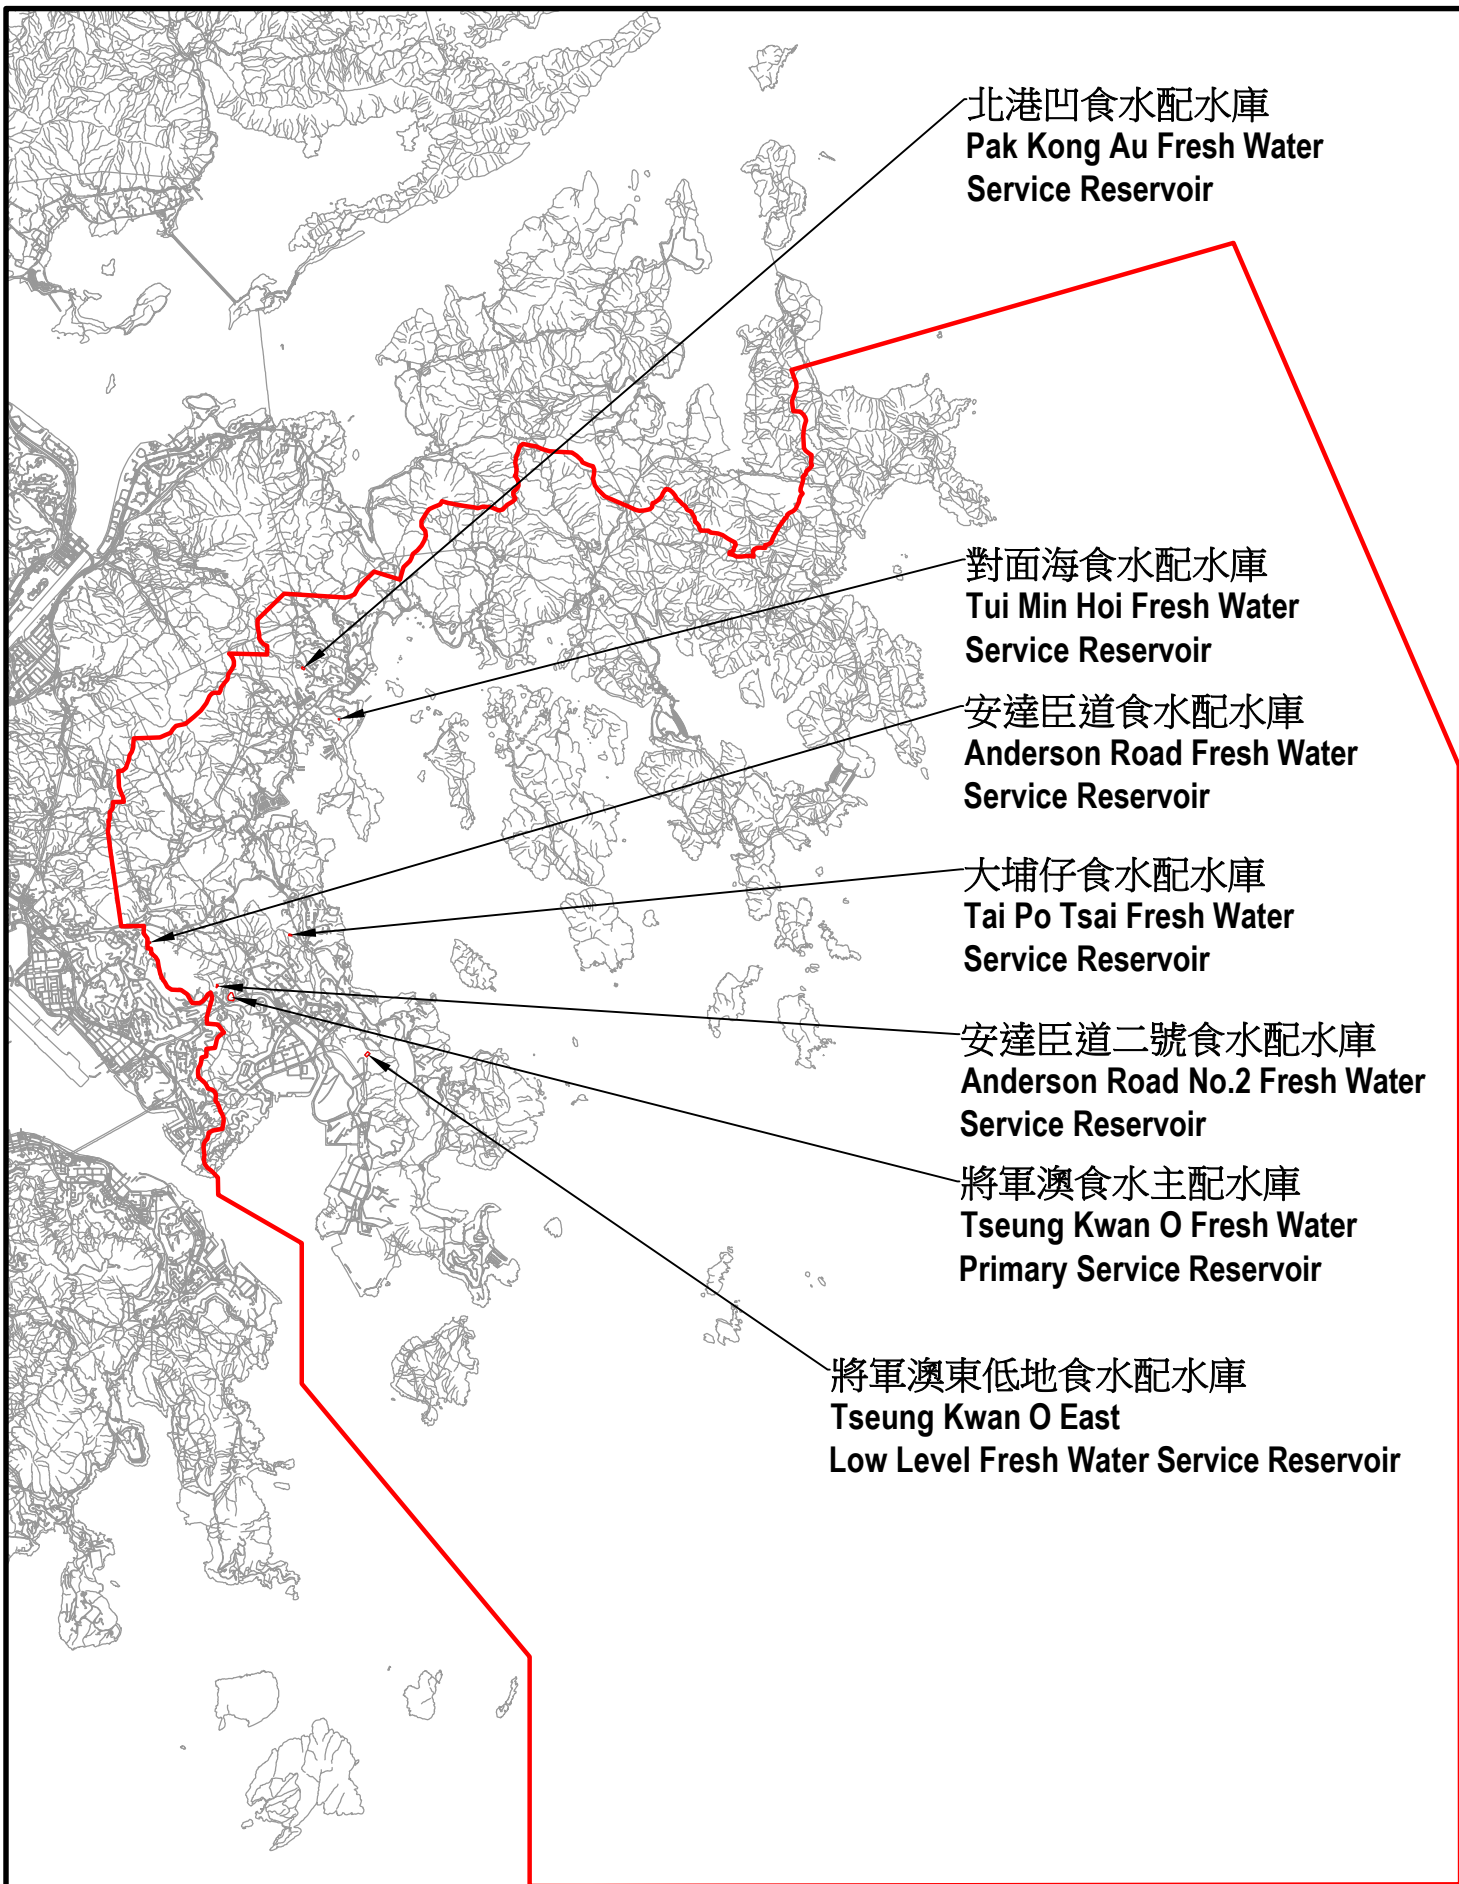 北港凹食水配水庫
Pak Kong Au Fresh Water
Service Reservoir
對面海食水配水庫
Tui Min Hoi Fresh Water
Service Reservoir
安達臣道食水配水庫
Anderson Road Fresh Water
Service Reservoir
大埔仔食水配水庫
Tai Po Tsai Fresh Water
Service Reservoir
安達臣道二號食水配水庫
Anderson Road No.2 Fresh Water
Service Reservoir
將軍澳食水主配水庫
Tseung Kwan O Fresh Water
Primary Service Reservoir
將軍澳東低地食水配水庫
Tseung Kwan O East
Low Level Fresh Water Service Reservoir